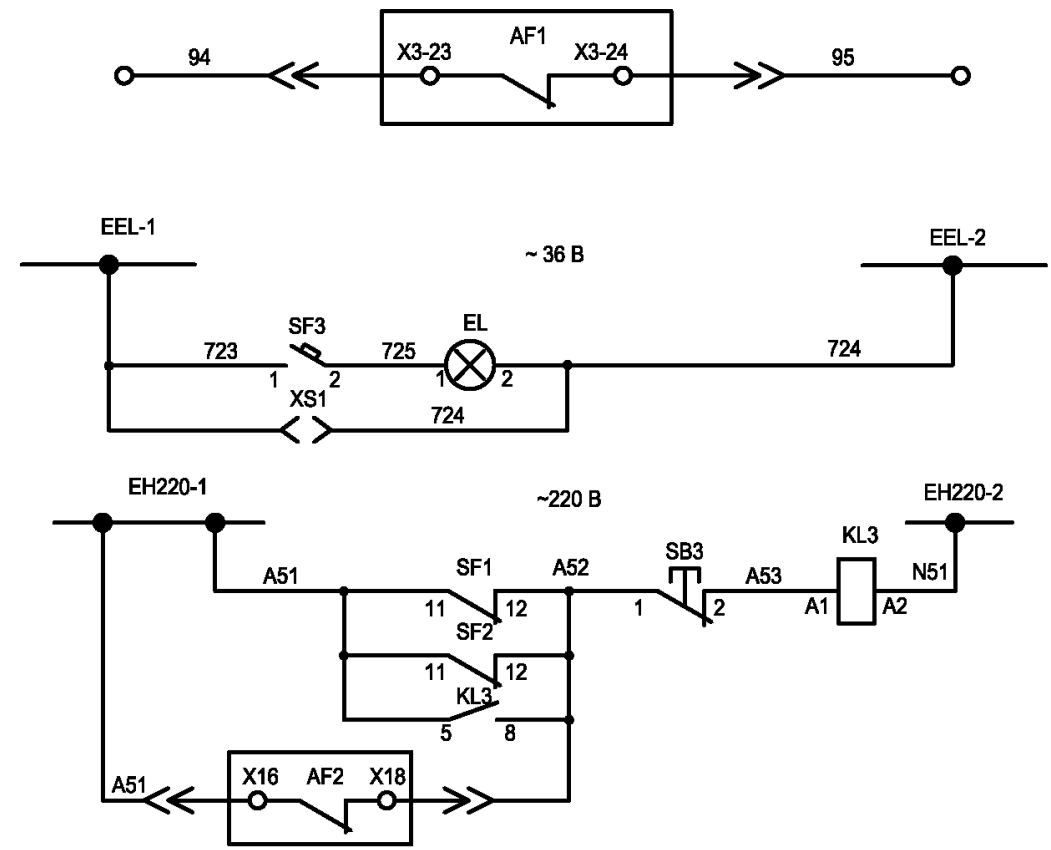 AF1
94 X3-23 X3-24 95
EEL-1 ~ 36 В EEL-2
SF3 EL
723 725 724
1 2 1 2
XS1
724
EH220-1 ~220 В EH220-2
A51 SF1 A52 SB3 A53 KL3 N51
11 12 1 2 A1 A2
SF2
11 12
KL3
5 8
A51 X16 AF2 X18